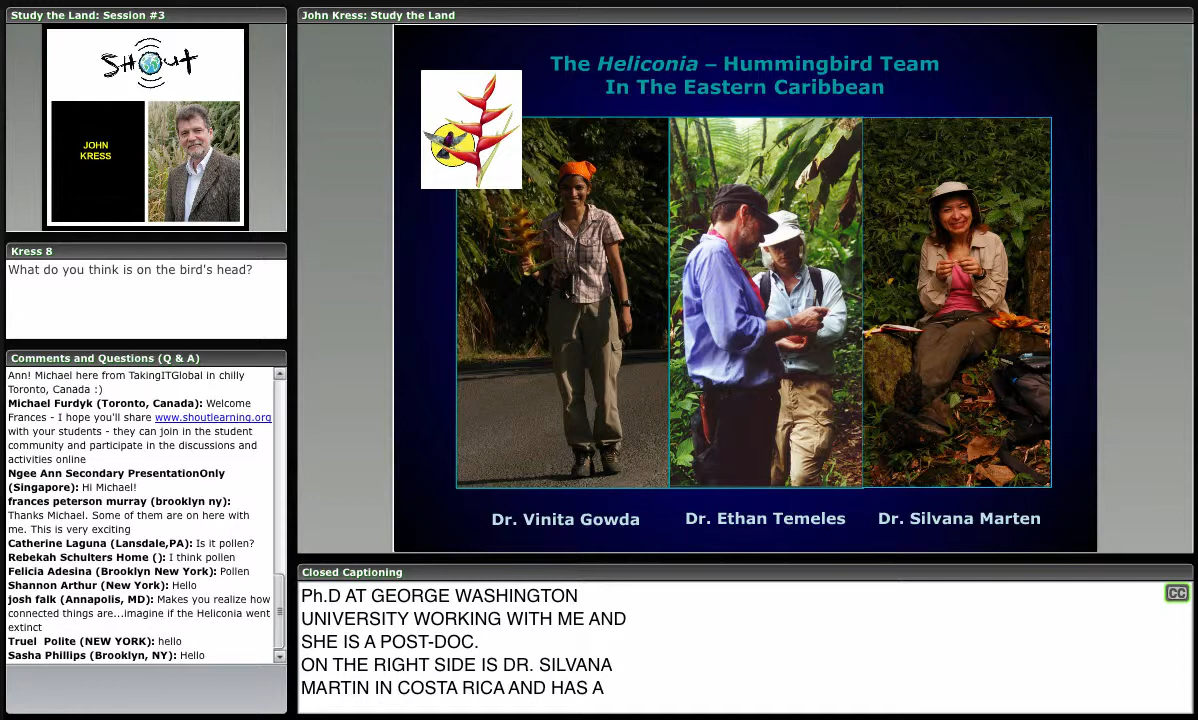 Study the Land: Session #3
SHOUT
JOHN
KRESS
Kress 8
What do you think is on the bird's head?
Comments and Questions (Q & A)
Ann! Michael here from TakingITGlobal in chilly
Toronto, Canada :)
Michael Furdyk (Toronto, Canada): Welcome
Frances - I hope you'll share www.shoutlearning.org
with your students - they can join in the student
community and participate in the discussions and
activities online
Ngee Ann Secondary PresentationOnly
(Singapore): Hi Michael!
frances peterson murray (brooklyn ny):
Thanks Michael. Some of them are on here with
me. This is very exciting
Catherine Laguna (Lansdale,PA): Is it pollen?
Rebekah Schulters Home (): I think pollen
Felicia Adesina (Brooklyn New York): Pollen
Shannon Arthur (New York): Hello
josh falk (Annapolis, MD): Makes you realize how
connected things are...imagine if the Heliconia went
extinct
Truel  Polite (NEW YORK): hello
Sasha Phillips (Brooklyn, NY): Hello
John Kress: Study the Land
The Heliconia – Hummingbird Team
In The Eastern Caribbean
Dr. Vinita Gowda
Dr. Ethan Temeles
Dr. Silvana Marten
Closed Captioning
CC
Ph.D AT GEORGE WASHINGTON
UNIVERSITY WORKING WITH ME AND
SHE IS A POST-DOC.
ON THE RIGHT SIDE IS DR. SILVANA
MARTIN IN COSTA RICA AND HAS A